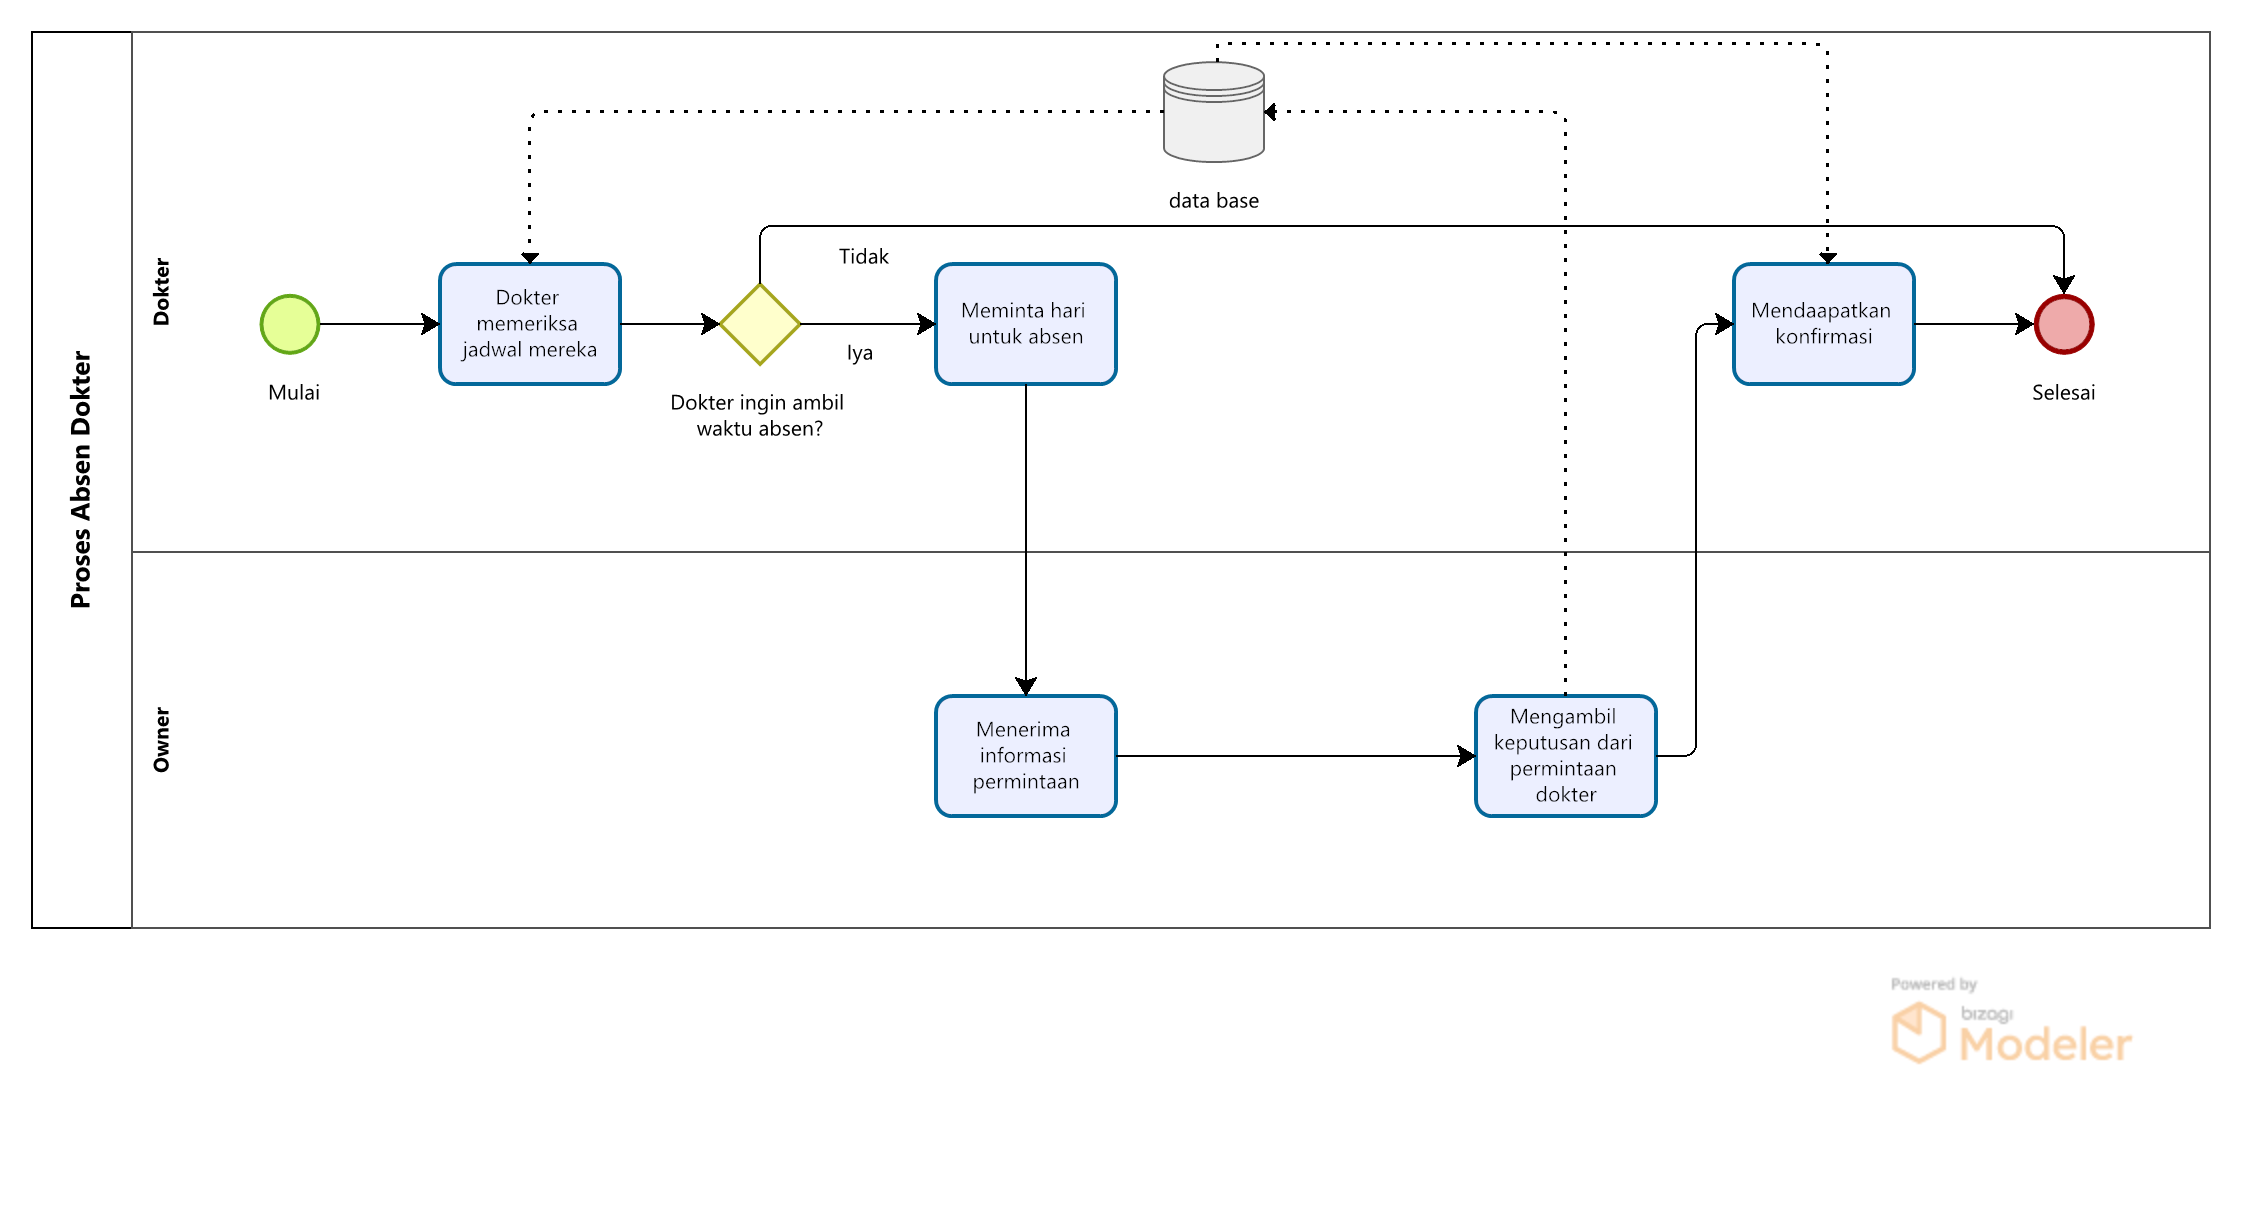 Proses Absen Dokter
Dokter
data base
Tidak
Mulai
Dokter
memeriksa
jadwal mereka
Iya
Dokter ingin ambil
waktu absen?
Meminta hari
untuk absen
Mendaapatkan
konfirmasi
Selesai
Owner
Menerima
informasi
permintaan
Mengambil
keputusan dari
permintaan
dokter
Powered by
bizagi
Modeler